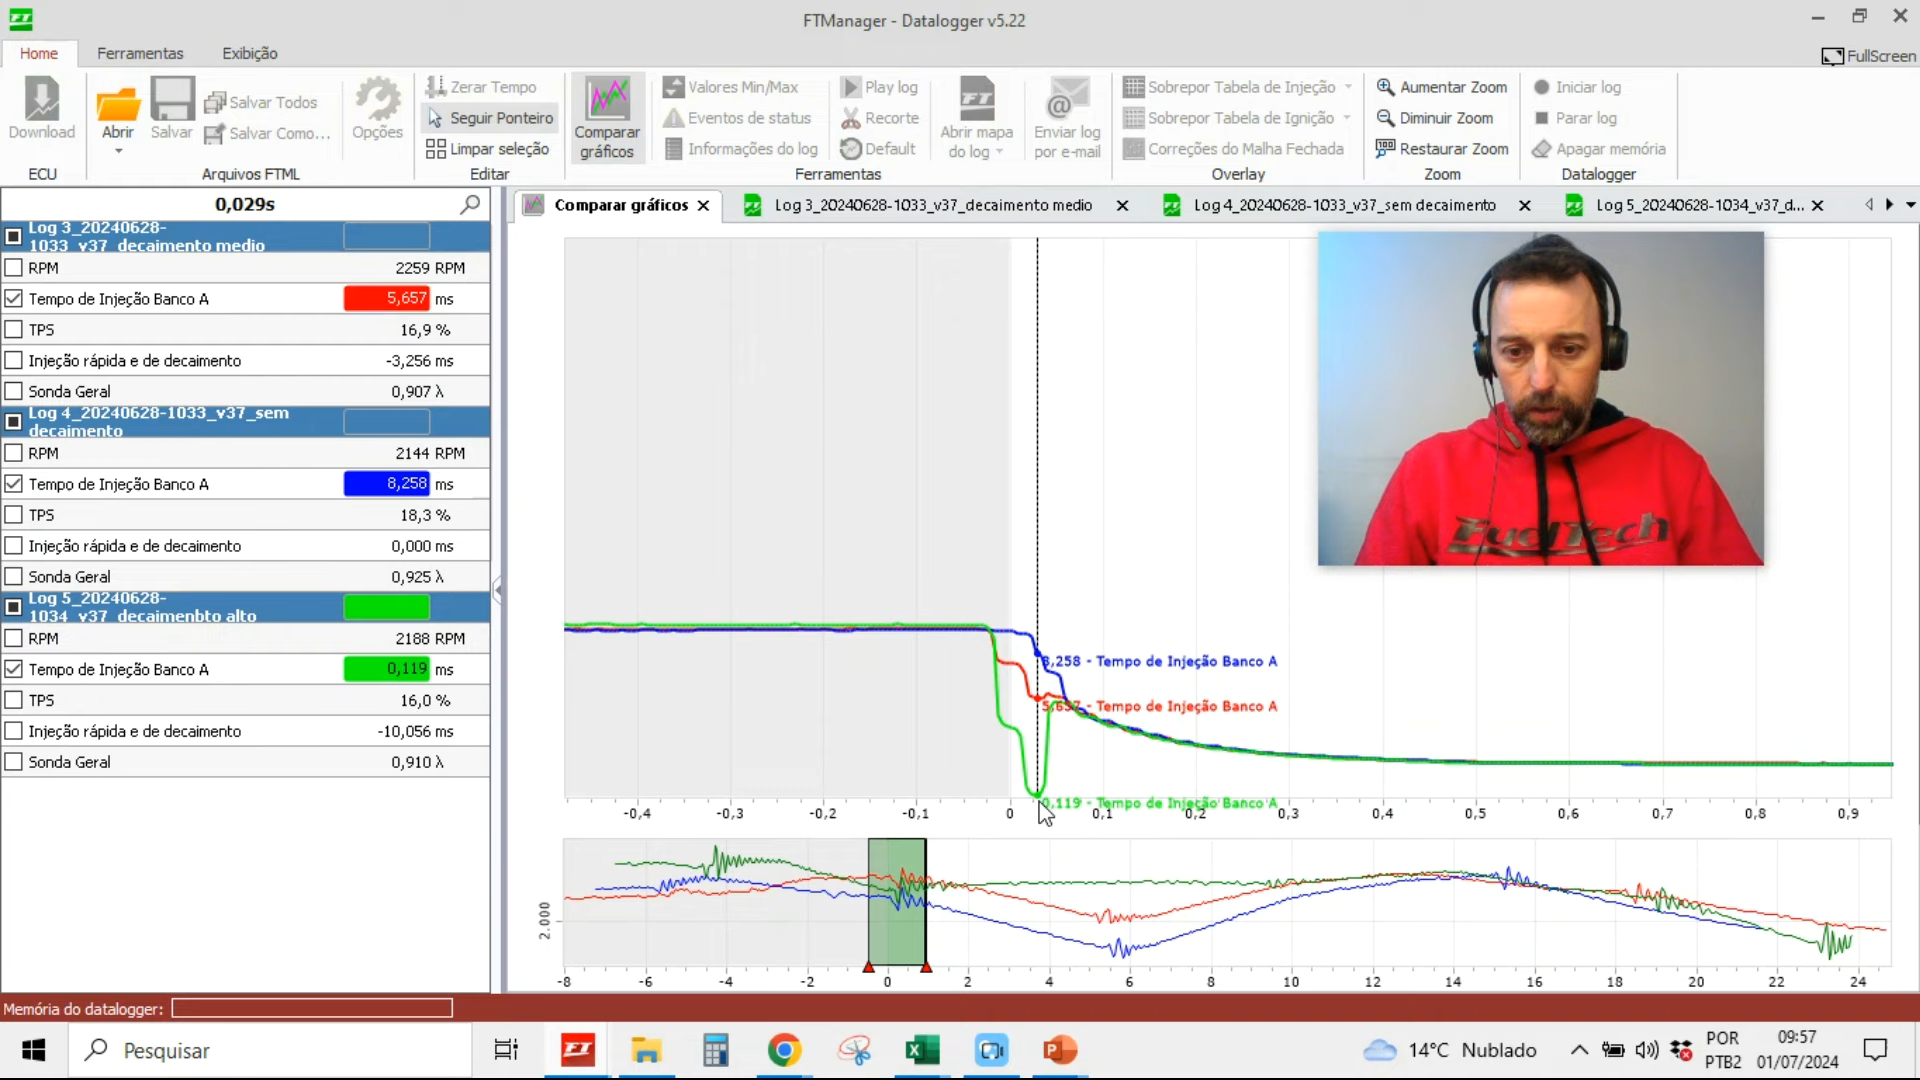 FTManager - Datalogger v5.22
Home
Ferramentas
Exibição
FullScreen
Download
ECU
Abrir
Salvar
Salvar Todos
Salvar Como...
Arquivos FTML
Opções
Zerar Tempo
Seguir Ponteiro
Limpar seleção
Editar
Comparar
gráficos
Valores Min/Max
Eventos de status
Informações do log
Play log
Recorte
Default
Abrir mapa
do log
Enviar log
por e-mail
Ferramentas
Sobrepor Tabela de Injeção
Sobrepor Tabela de Ignição
Correções do Malha Fechada
Overlay
Aumentar Zoom
Diminuir Zoom
Restaurar Zoom
Zoom
Iniciar log
Parar log
Apagar memória
Datalogger
0,029s
Comparar gráficos
Log 3_20240628-1033_v37_decaimento medio
Log 4_20240628-1033_v37_sem decaimento
Log 5_20240628-1034_v37_d...
Log 3_20240628-
1033_v37_decaimento medio
RPM 2259 RPM
Tempo de Injeção Banco A 5,657 ms
TPS 16,9 %
Injeção rápida e de decaimento -3,256 ms
Sonda Geral 0,907 λ
Log 4_20240628-1033_v37_sem
decaimento
RPM 2144 RPM
Tempo de Injeção Banco A 8,258 ms
TPS 18,3 %
Injeção rápida e de decaimento 0,000 ms
Sonda Geral 0,925 λ
Log 5_20240628-
1034_v37_decaimenbto alto
RPM 2188 RPM
Tempo de Injeção Banco A 0,119 ms
TPS 16,0 %
Injeção rápida e de decaimento -10,056 ms
Sonda Geral 0,910 λ
FuelTech
8,258 - Tempo de Injeção Banco A
5,657 - Tempo de Injeção Banco A
0,119 - Tempo de Injeção Banco A
-0,4 -0,3 -0,2 -0,1 0 0,1 0,2 0,3 0,4 0,5 0,6 0,7 0,8 0,9
2.000
-8 -6 -4 -2 0 2 4 6 8 10 12 14 16 18 20 22 24
Memória do datalogger:
Pesquisar
14°C Nublado
POR
PTB2
09:57
01/07/2024